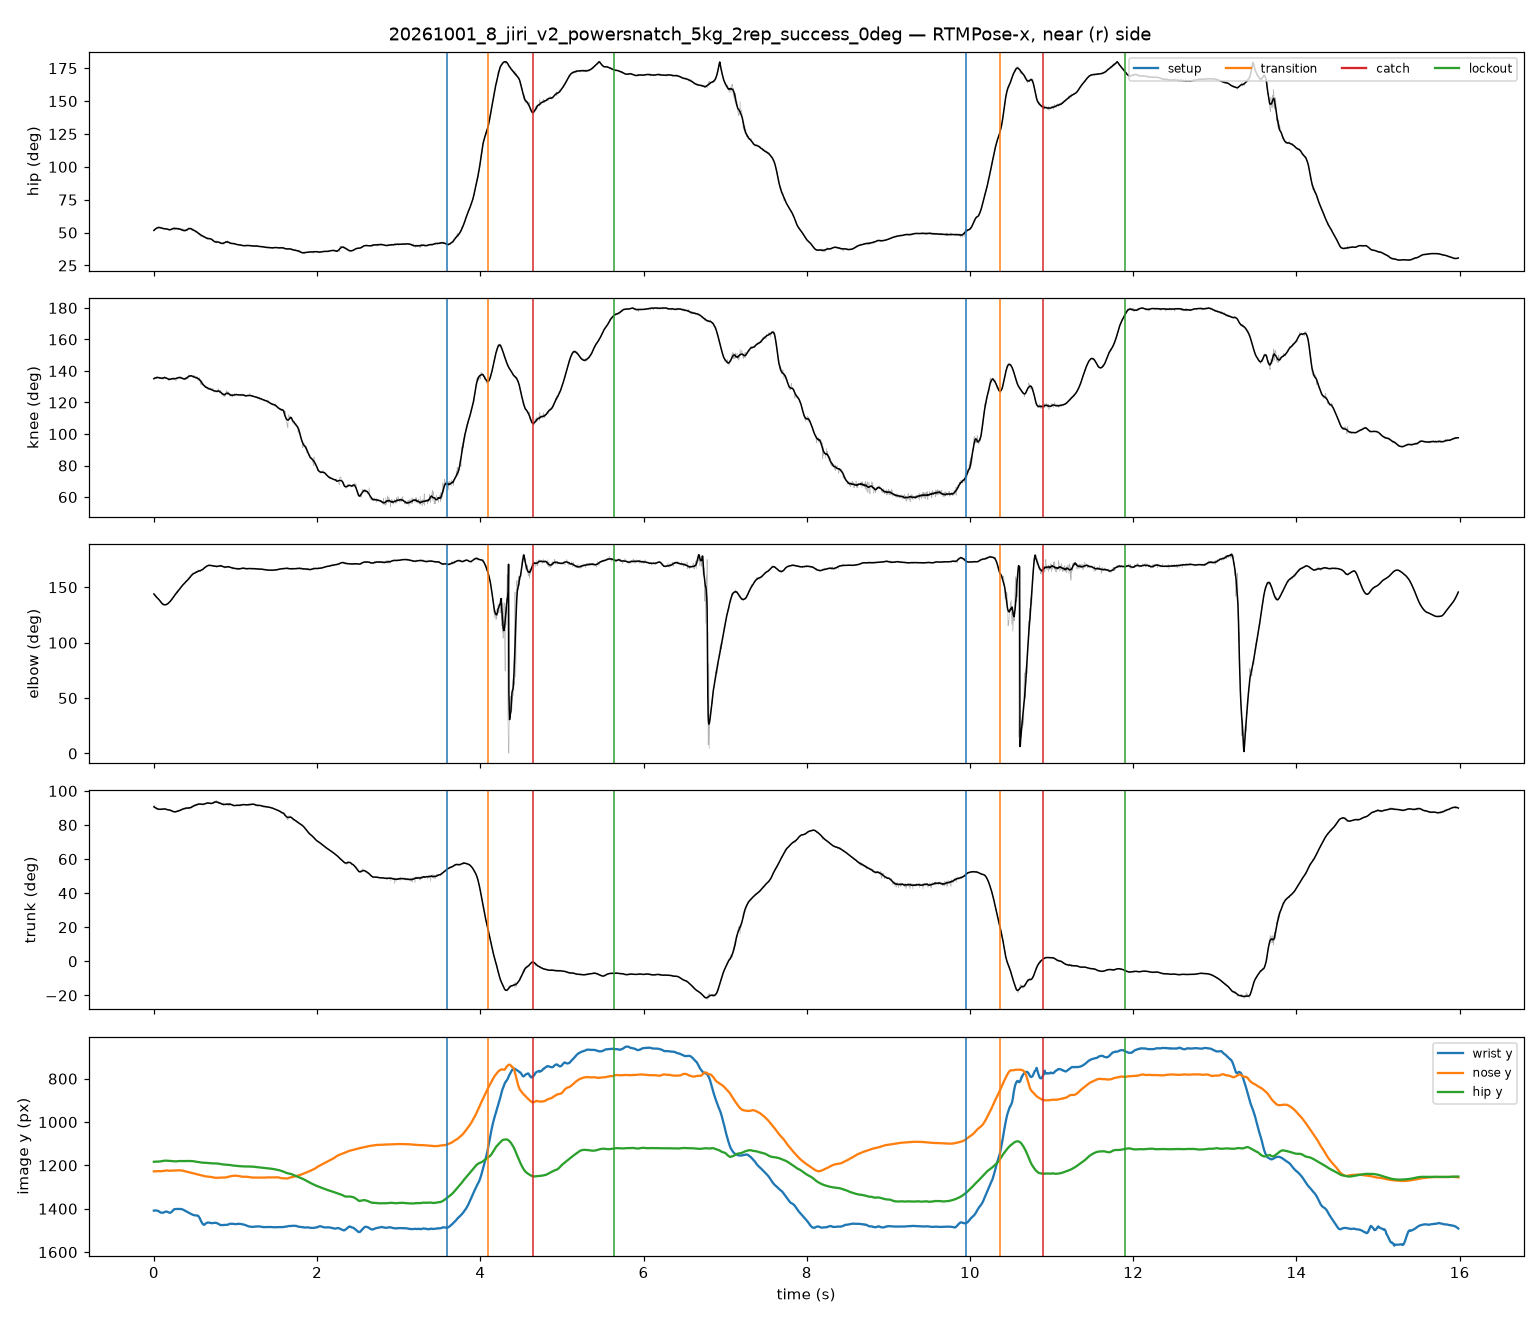 20261001_8_jiri_v2_powersnatch_5kg_2rep_success_0deg — RTMPose-x, near (r) side
setup transition catch lockout
hip (deg)
175
150
125
100
75
50
25
knee (deg)
180
160
140
120
100
80
60
elbow (deg)
150
100
50
0
trunk (deg)
100
80
60
40
20
0
−20
image y (px)
wrist y
nose y
hip y
800
1000
1200
1400
1600
0 2 4 6 8 10 12 14 16
time (s)